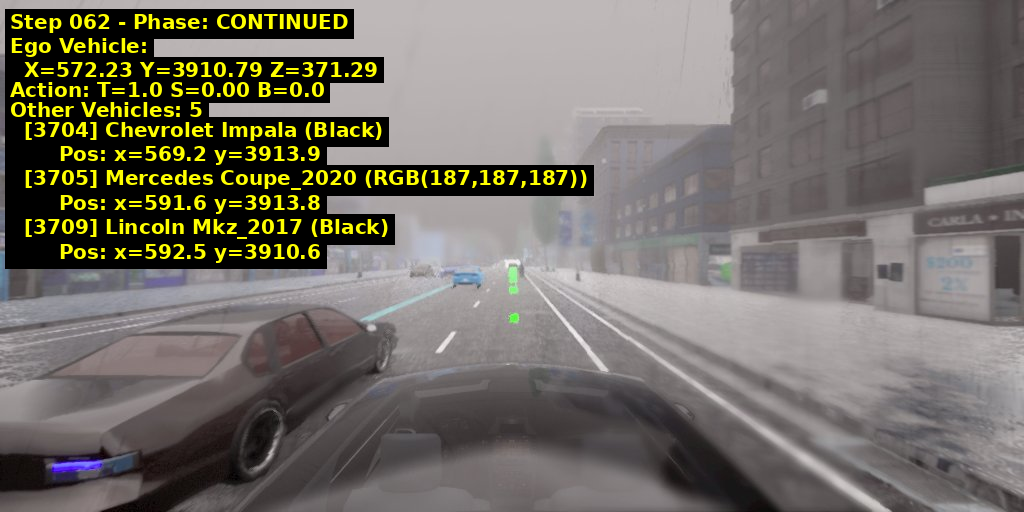 Step 062 - Phase: CONTINUED
Ego Vehicle:
X=572.23 Y=3910.79 Z=371.29
Action: T=1.0 S=0.00 B=0.0
Other Vehicles: 5
[3704] Chevrolet Impala (Black)
Pos: x=569.2 y=3913.9
[3705] Mercedes Coupe_2020 (RGB(187,187,187))
Pos: x=591.6 y=3913.8
[3709] Lincoln Mkz_2017 (Black)
Pos: x=592.5 y=3910.6
CARLA IN
$200
2%